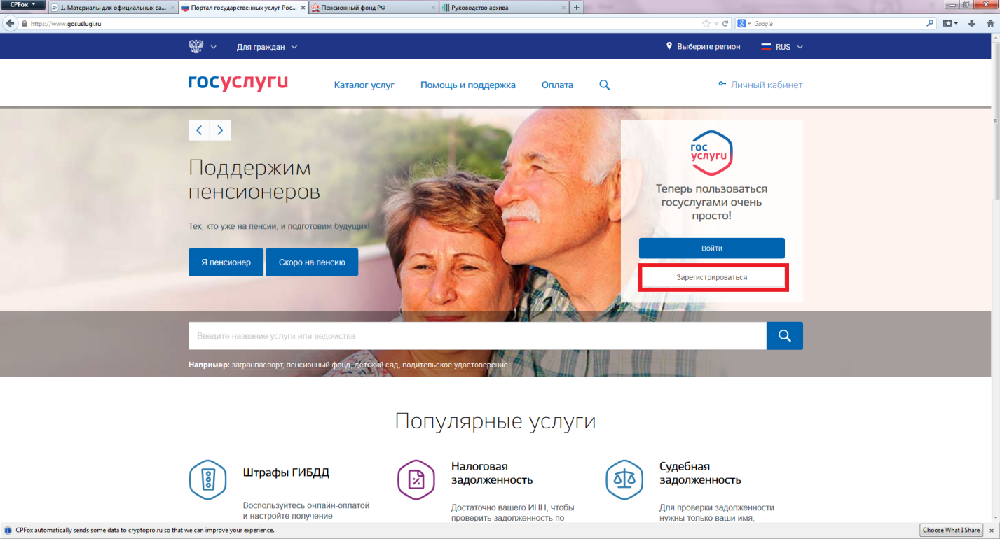 CPFox
1. Материалы для официальных са...
Портал государственных услуг Рос...
Пенсионный фонд РФ
Руководство архива
https://www.gosuslugi.ru
Google
Для граждан
Выберите регион
RUS
госуслуги
Каталог услуг
Помощь и поддержка
Оплата
Личный кабинет
Поддержим
пенсионеров
Тех, кто уже на пенсии, и подготовим будущих!
Я пенсионер
Скоро на пенсию
гос
услуги
Теперь пользоваться
госуслугами очень
просто!
Войти
Зарегистрироваться
Введите название услуги или ведомства
Например: загранпаспорт, пенсионный фонд, детский сад, водительское удостоверение
Популярные услуги
Штрафы ГИБДД
Воспользуйтесь онлайн-оплатой
и настройте получение
Налоговая
задолженность
Достаточно вашего ИНН, чтобы
проверить задолженность по
Судебная
задолженность
Для проверки задолженности
нужны только ваши имя,
CPFox automatically sends some data to cryptopro.ru so that we can improve your experience.
Choose What I Share